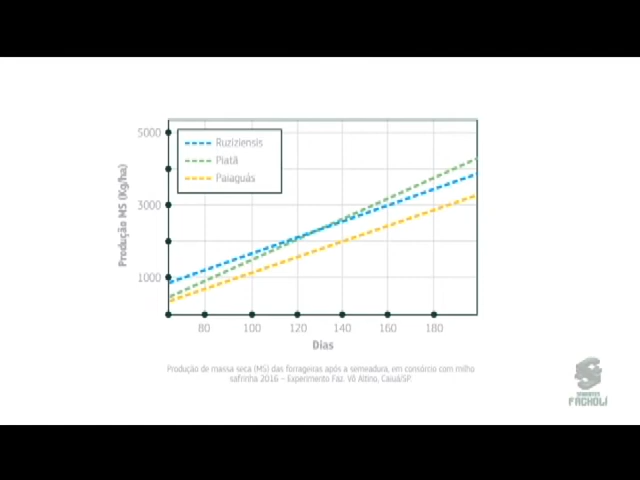 5000
Ruziziensis
Piatã
Paiaguás
3000
1000
Produção MS (Kg/ha)
80 100 120 140 160 180
Dias
Produção de massa seca (MS) das forrageiras após a semeadura, em consórcio com milho
safrinha 2016 – Experimento Faz. Vô Altino, Caiuá/SP.
FACHOLI